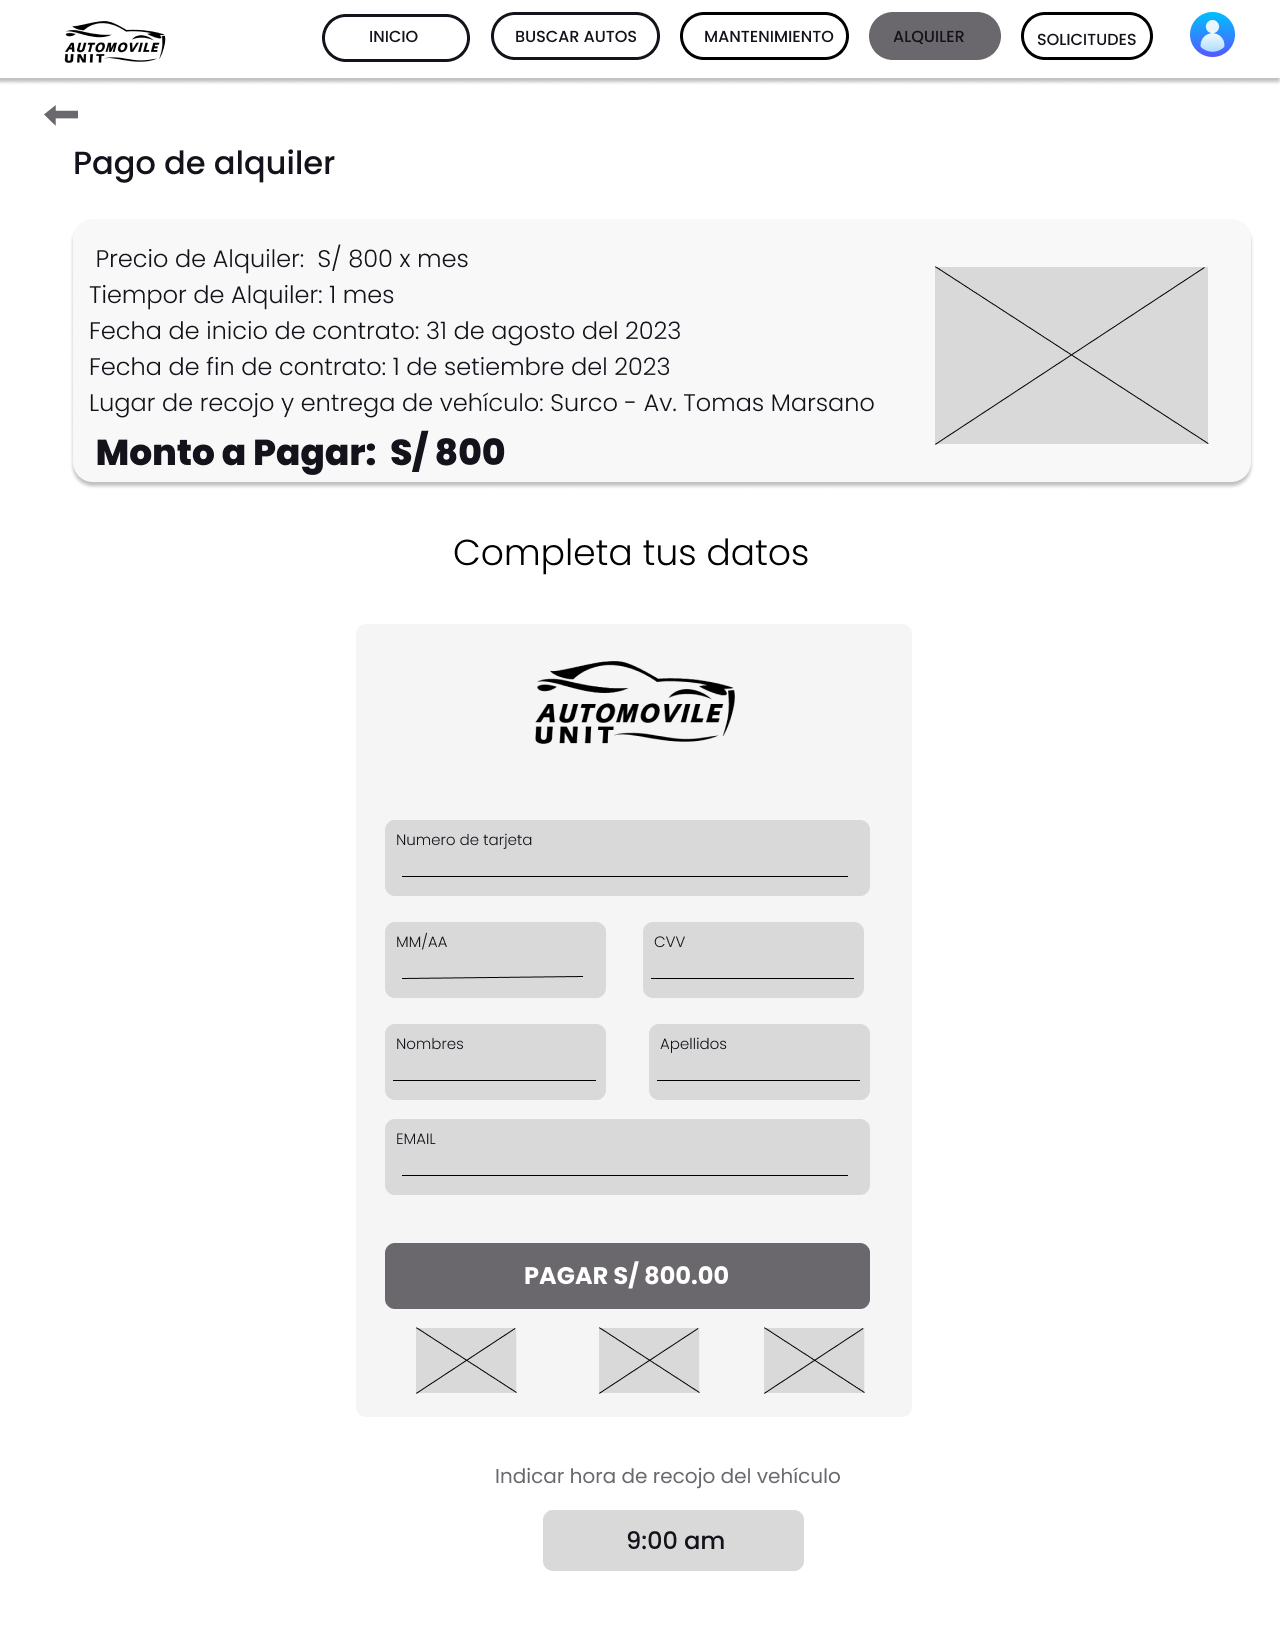 AUTOMOVILE
UNIT
INICIO
BUSCAR AUTOS
MANTENIMIENTO
ALQUILER
SOLICITUDES
Pago de alquiler
Precio de Alquiler:  S/ 800 x mes
Tiempor de Alquiler: 1 mes
Fecha de inicio de contrato: 31 de agosto del 2023
Fecha de fin de contrato: 1 de setiembre del 2023
Lugar de recojo y entrega de vehículo: Surco - Av. Tomas Marsano
Monto a Pagar:  S/ 800
Completa tus datos
AUTOMOVILE
UNIT
Numero de tarjeta
MM/AA
CVV
Nombres
Apellidos
EMAIL
PAGAR S/ 800.00
Indicar hora de recojo del vehículo
9:00 am